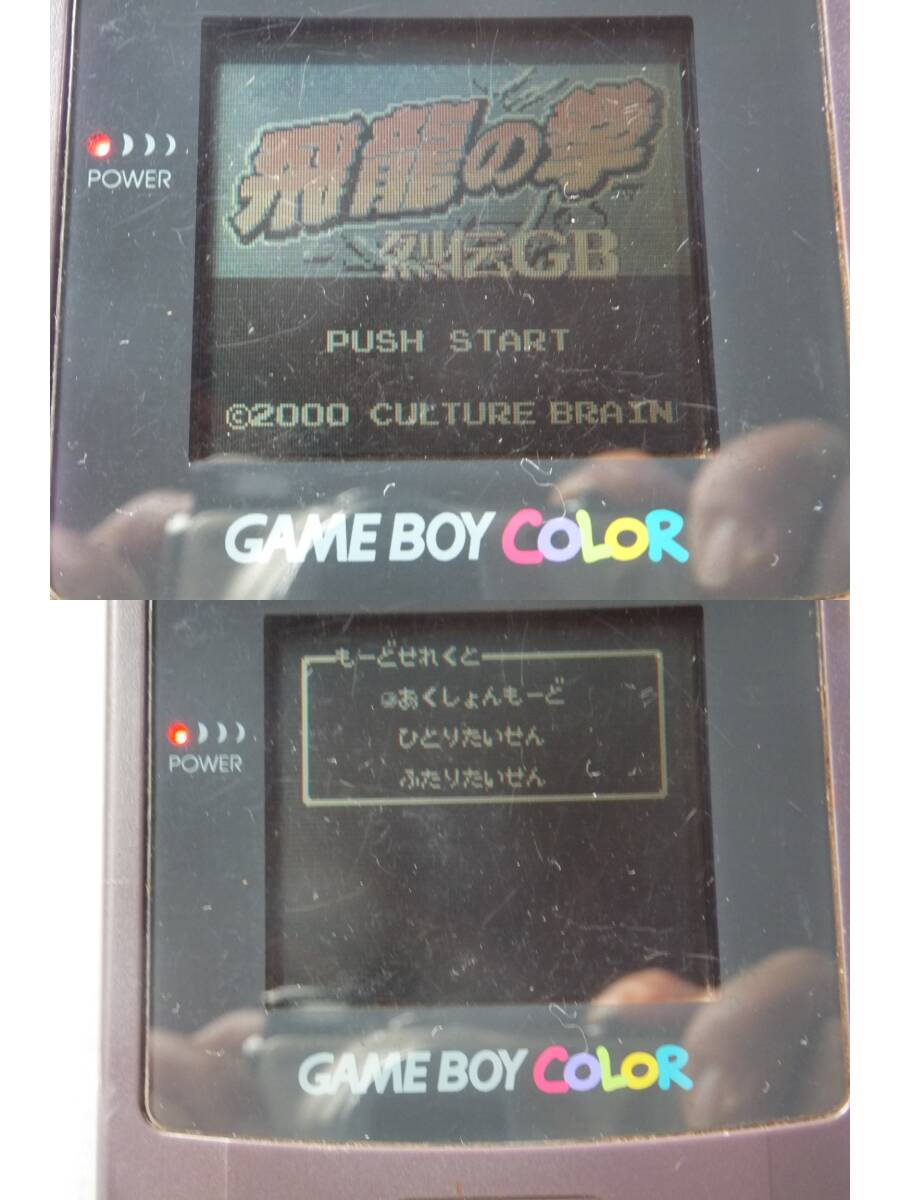 飛龍の拳
烈伝GB
POWER
PUSH START
©2000 CULTURE BRAIN
GAME BOY COLOR
もーどせれくと
あくしょんもーど
ひとりたいせん
POWER
ふたりたいせん
GAME BOY COLOR